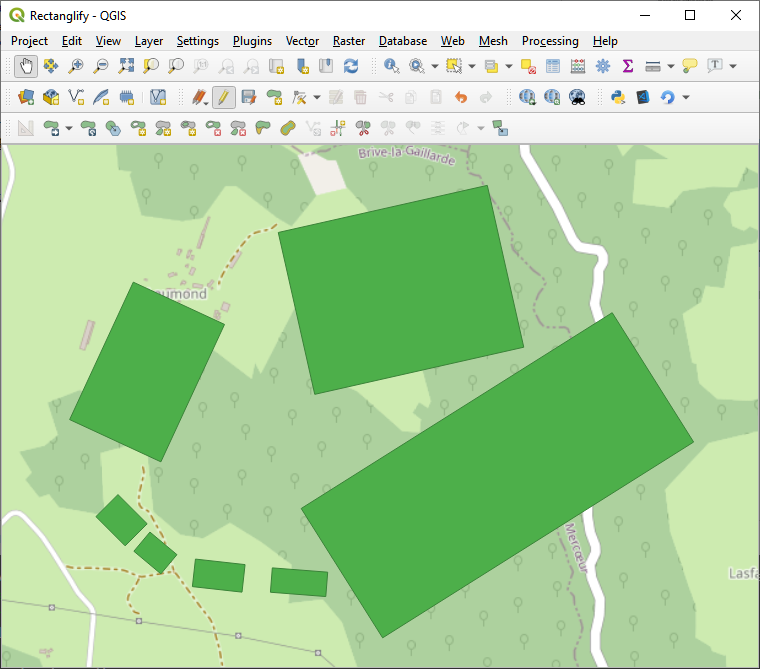 Rectanglify - QGIS
Project Edit View Layer Settings Plugins Vector Raster Database Web Mesh Processing Help
Brive-la Gaillarde
aumond
Mercœur
Lasfa